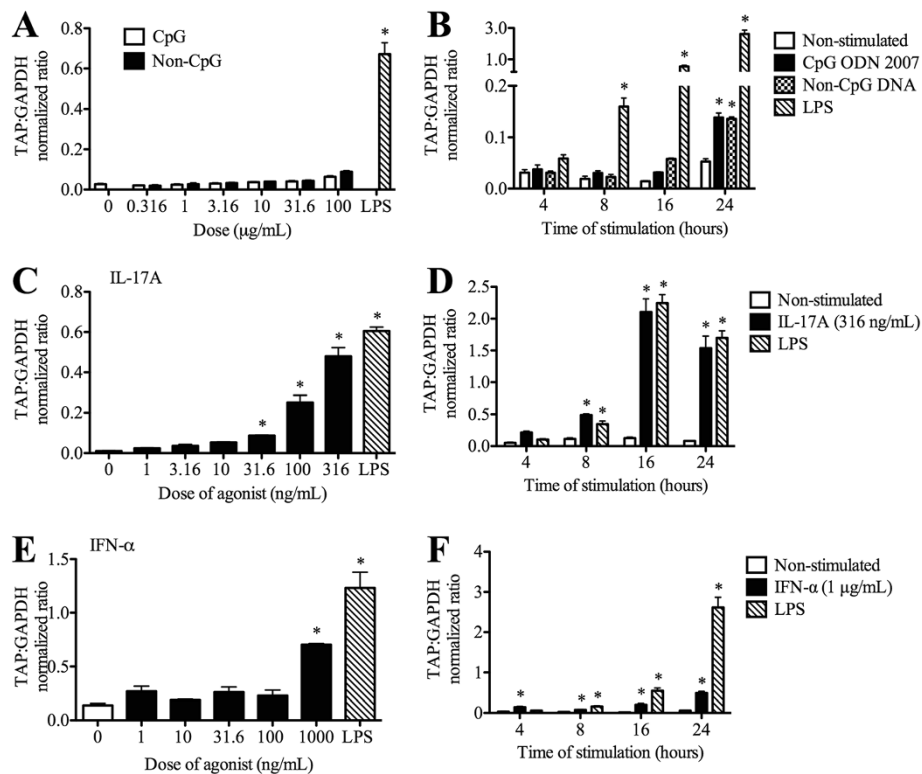 A
TAP:GAPDH
normalized ratio
0.8
0.6
0.4
0.2
0.0
CpG
Non-CpG
*
0 0.316 1 3.16 10 31.6 100 LPS
Dose (μg/mL)
B
TAP:GAPDH
normalized ratio
3.0
1.0
0.1
0.0
* * * * *
4 8 16 24
Time of stimulation (hours)
Non-stimulated
CpG ODN 2007
Non-CpG DNA
LPS
C
IL-17A
TAP:GAPDH
normalized ratio
0.8
0.6
0.4
0.2
0.0
* * * *
0 1 3.16 10 31.6 100 316 LPS
Dose of agonist (ng/mL)
D
TAP:GAPDH
normalized ratio
2.5
2.0
1.5
1.0
0.5
0.0
* * * * * *
4 8 16 24
Time of stimulation (hours)
Non-stimulated
IL-17A (316 ng/mL)
LPS
E
IFN-α
TAP:GAPDH
normalized ratio
1.5
1.0
0.5
0.0
* *
0 1 10 31.6 100 1000 LPS
Dose of agonist (ng/mL)
F
TAP:GAPDH
normalized ratio
6
4
2
0
* * * * * * *
4 8 16 24
Time of stimulation (hours)
Non-stimulated
IFN-α (1 μg/mL)
LPS